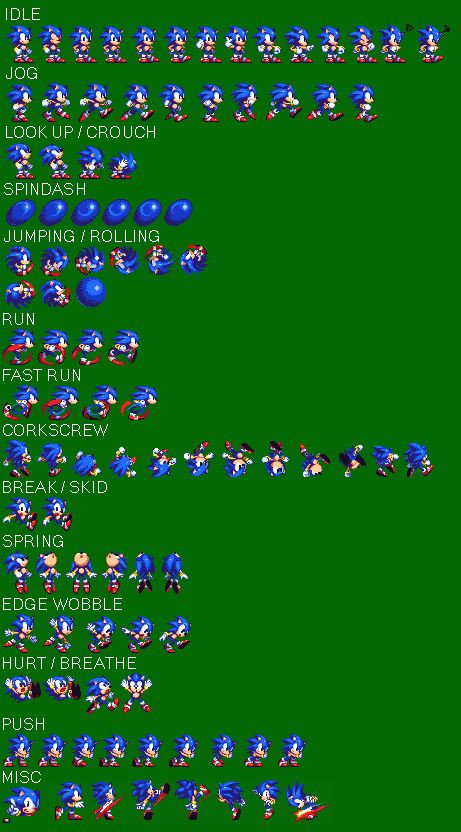 IDLE
JOG
LOOK UP / CROUCH
SPINDASH
JUMPING / ROLLING
RUN
FAST RUN
CORKSCREW
BREAK / SKID
SPRING
EDGE WOBBLE
HURT / BREATHE
PUSH
MISC